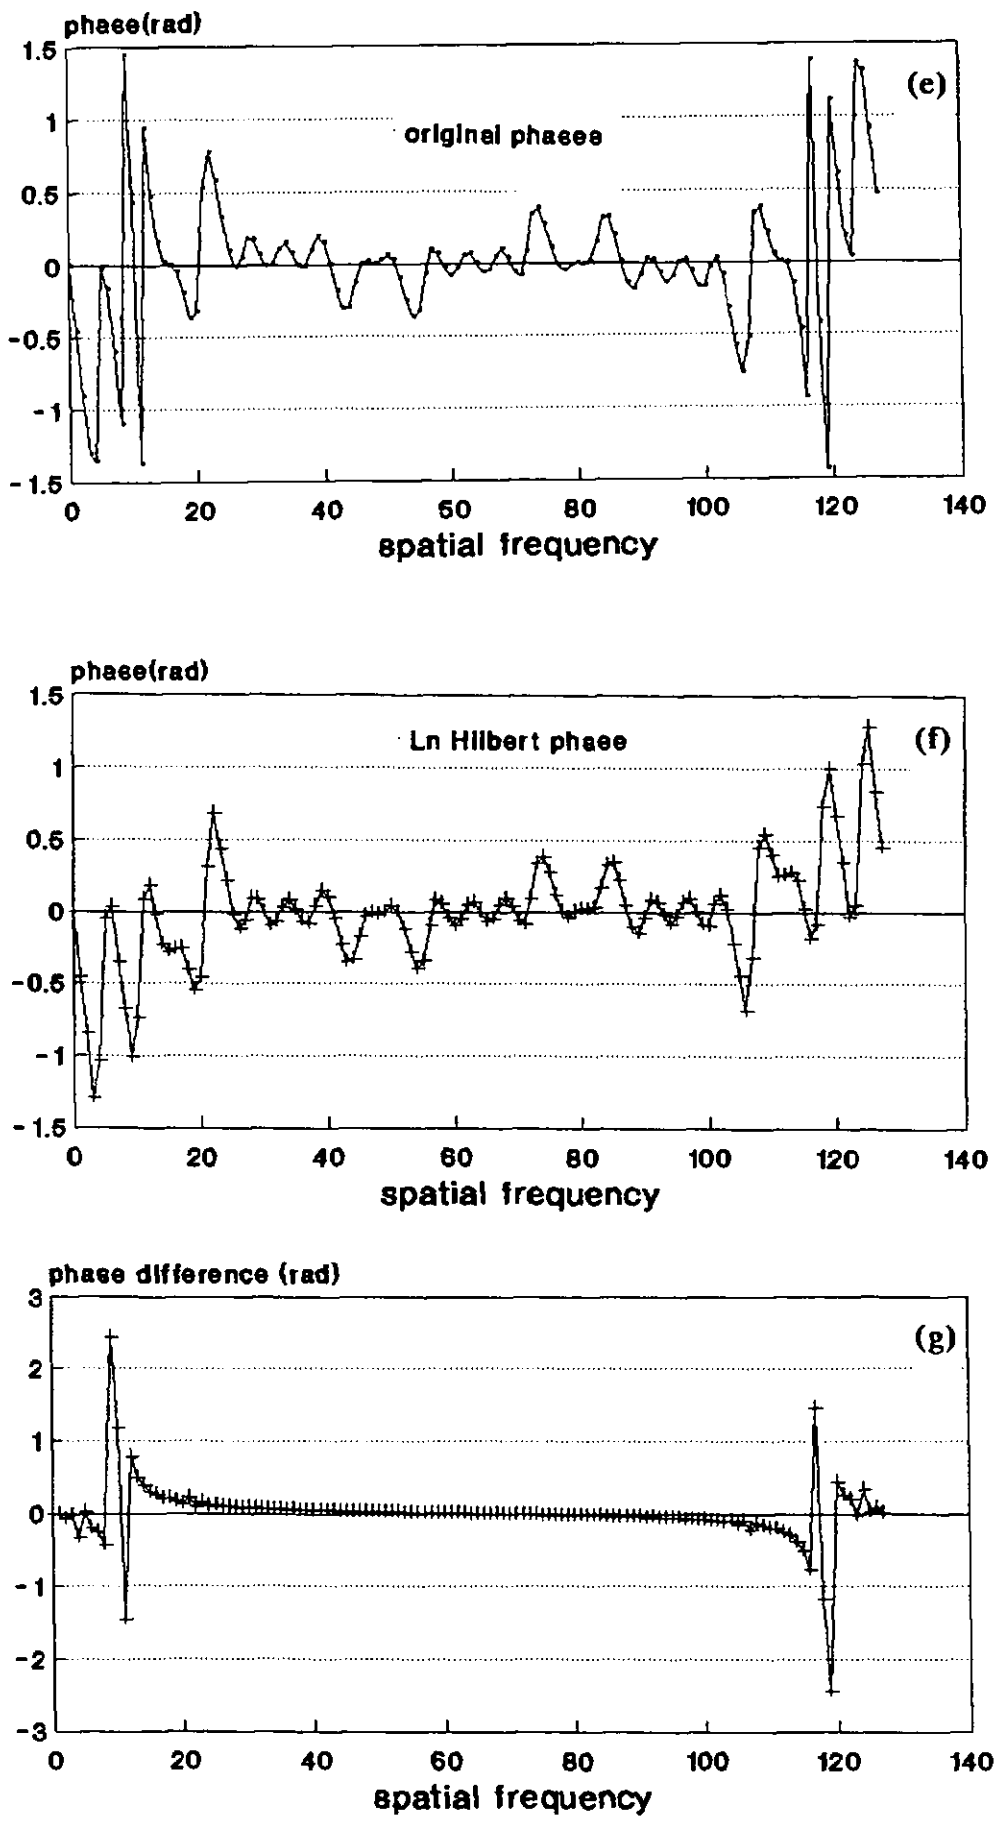 phase(rad)
1.5
(e)
1
original phases
0.5
0
-0.5
-1
-1.5
0 20 40 60 80 100 120 140
spatial frequency
phase(rad)
1.5
Ln Hilbert phase (f)
1
0.5
0
-0.5
-1
-1.5
0 20 40 60 80 100 120 140
spatial frequency
phase difference (rad)
3
(g)
2
1
0
-1
-2
-3
0 20 40 60 80 100 120 140
spatial frequency